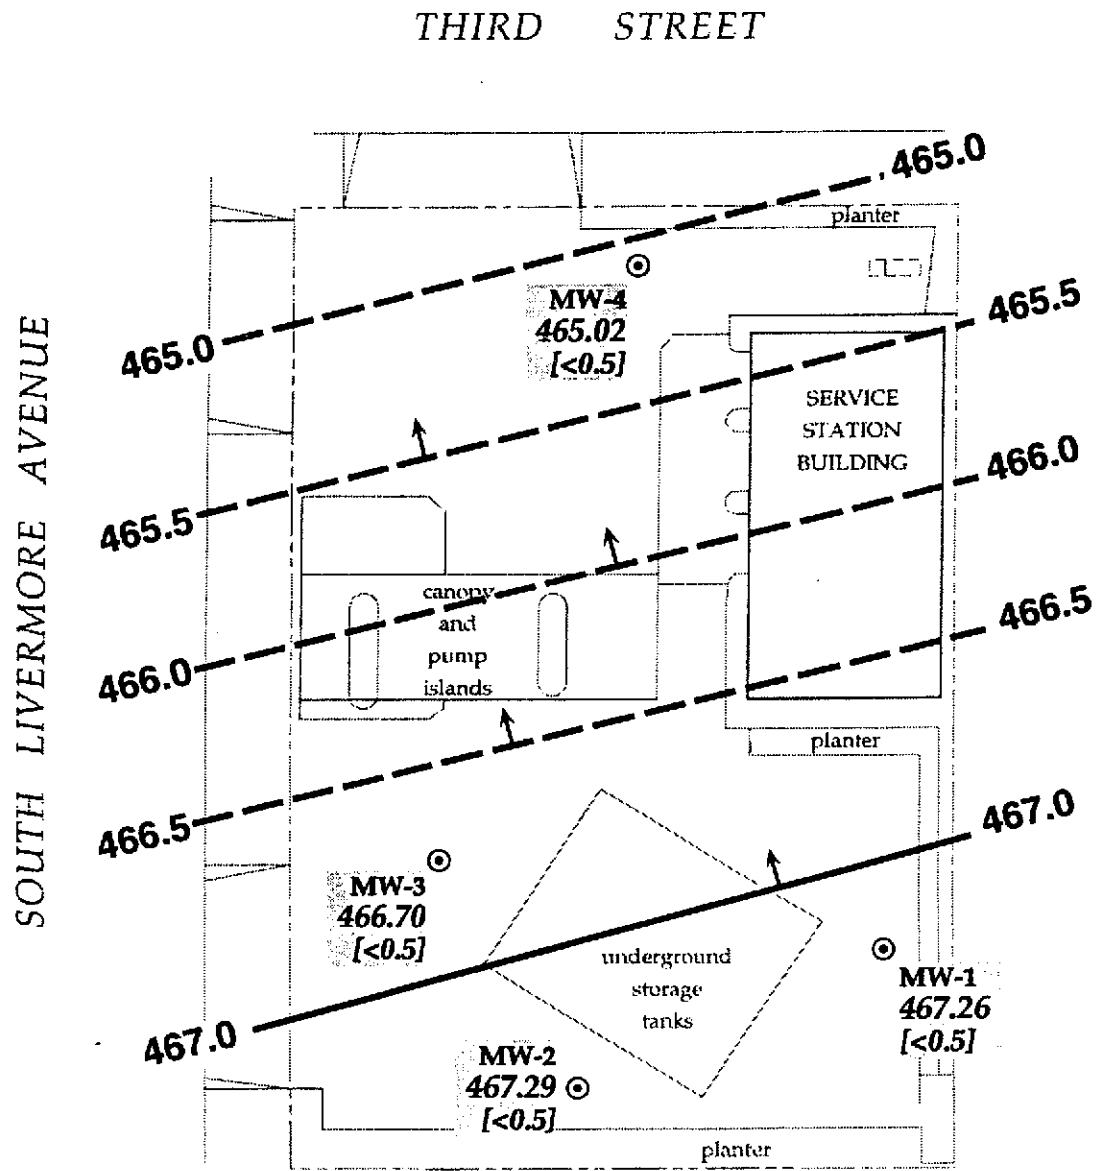 THIRD STREET
465.0
planter
MW-4
465.02
[<0.5]
465.5
465.0
SERVICE
STATION
BUILDING
466.0
465.5
canopy
and
pump
islands
466.5
466.0
planter
467.0
466.5
MW-3
466.70
[<0.5]
underground
storage
tanks
MW-1
467.26
[<0.5]
467.0
MW-2
467.29
[<0.5]
planter
SOUTH LIVERMORE AVENUE